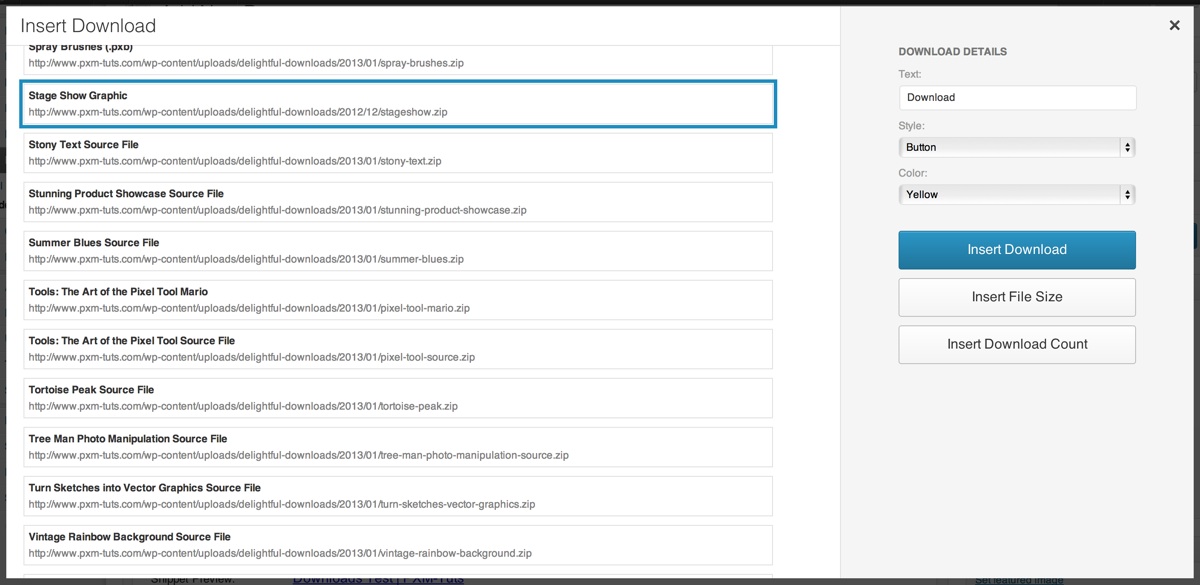 Insert Download
Spray Brushes (.pxb)
http://www.pxm-tuts.com/wp-content/uploads/delightful-downloads/2013/01/spray-brushes.zip
Stage Show Graphic
http://www.pxm-tuts.com/wp-content/uploads/delightful-downloads/2012/12/stageshow.zip
Stony Text Source File
http://www.pxm-tuts.com/wp-content/uploads/delightful-downloads/2013/01/stony-text.zip
Stunning Product Showcase Source File
http://www.pxm-tuts.com/wp-content/uploads/delightful-downloads/2013/01/stunning-product-showcase.zip
Summer Blues Source File
http://www.pxm-tuts.com/wp-content/uploads/delightful-downloads/2013/01/summer-blues.zip
Tools: The Art of the Pixel Tool Mario
http://www.pxm-tuts.com/wp-content/uploads/delightful-downloads/2013/01/pixel-tool-mario.zip
Tools: The Art of the Pixel Tool Source File
http://www.pxm-tuts.com/wp-content/uploads/delightful-downloads/2013/01/pixel-tool-source.zip
Tortoise Peak Source File
http://www.pxm-tuts.com/wp-content/uploads/delightful-downloads/2013/01/tortoise-peak.zip
Tree Man Photo Manipulation Source File
http://www.pxm-tuts.com/wp-content/uploads/delightful-downloads/2013/01/tree-man-photo-manipulation-source.zip
Turn Sketches into Vector Graphics Source File
http://www.pxm-tuts.com/wp-content/uploads/delightful-downloads/2013/01/turn-sketches-vector-graphics.zip
Vintage Rainbow Background Source File
http://www.pxm-tuts.com/wp-content/uploads/delightful-downloads/2013/01/vintage-rainbow-background.zip
DOWNLOAD DETAILS
Text:
Download
Style:
Button
Color:
Yellow
Insert Download
Insert File Size
Insert Download Count
Snippet Preview:
Downloads Test | PXM-Tuts
Set featured image